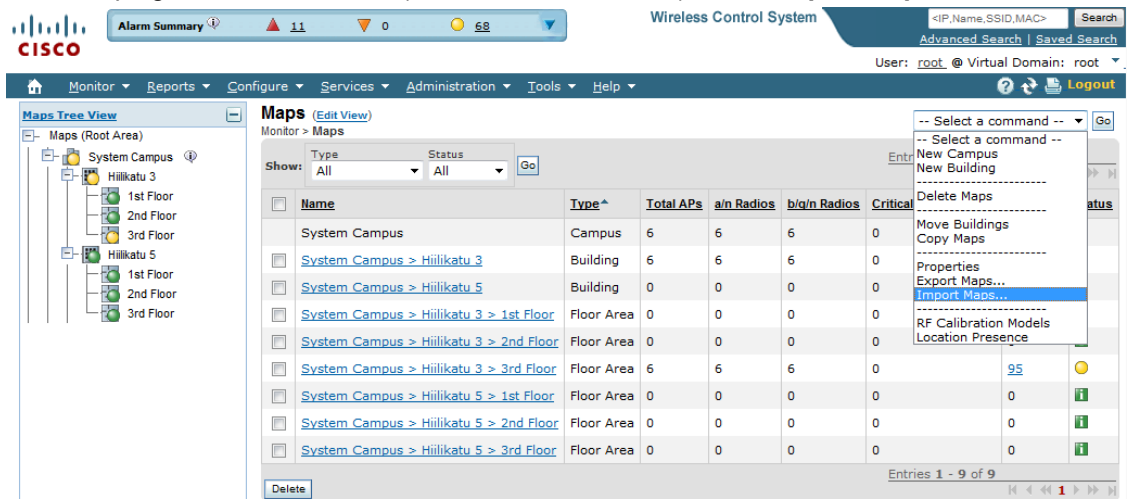 Alarm Summary
11
0
68
Wireless Control System
<IP,Name,SSID,MAC>
Search
Advanced Search | Saved Search
CISCO
User: root @ Virtual Domain: root
Monitor Reports Configure Services Administration Tools Help
Logout
Maps Tree View
Maps (Root Area)
System Campus
Hiilikatu 3
1st Floor
2nd Floor
3rd Floor
Hiilikatu 5
1st Floor
2nd Floor
3rd Floor
Maps (Edit View)
Monitor > Maps
-- Select a command --
Go
Show:
Type
All
Status
All
Go
-- Select a command --
New Campus
New Building
Delete Maps
Move Buildings
Copy Maps
Properties
Export Maps...
Import Maps...
RF Calibration Models
Location Presence
Name Type Total APs a/n Radios b/g/n Radios Critical
System Campus Campus 6 6 6 0
System Campus > Hiilikatu 3 Building 6 6 6 0
System Campus > Hiilikatu 5 Building 0 0 0 0
System Campus > Hiilikatu 3 > 1st Floor Floor Area 0 0 0 0
System Campus > Hiilikatu 3 > 2nd Floor Floor Area 0 0 0 0
System Campus > Hiilikatu 3 > 3rd Floor Floor Area 6 6 6 0 95
System Campus > Hiilikatu 5 > 1st Floor Floor Area 0 0 0 0 0
System Campus > Hiilikatu 5 > 2nd Floor Floor Area 0 0 0 0 0
System Campus > Hiilikatu 5 > 3rd Floor Floor Area 0 0 0 0 0
Entries 1 - 9 of 9
Delete
1